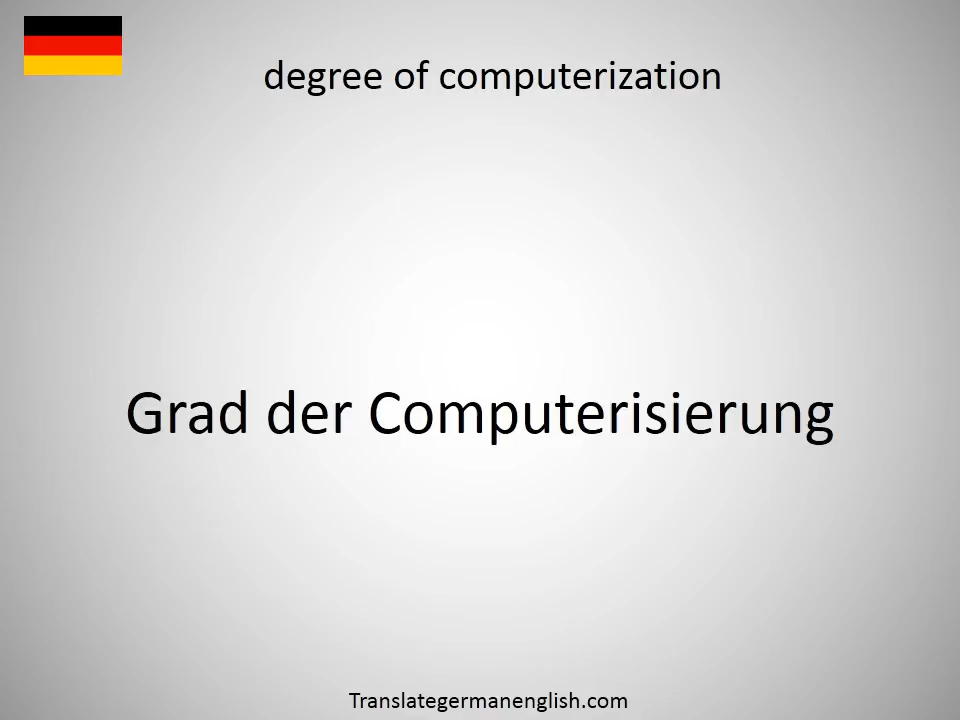 degree of computerization
Grad der Computerisierung
Translategermanenglish.com